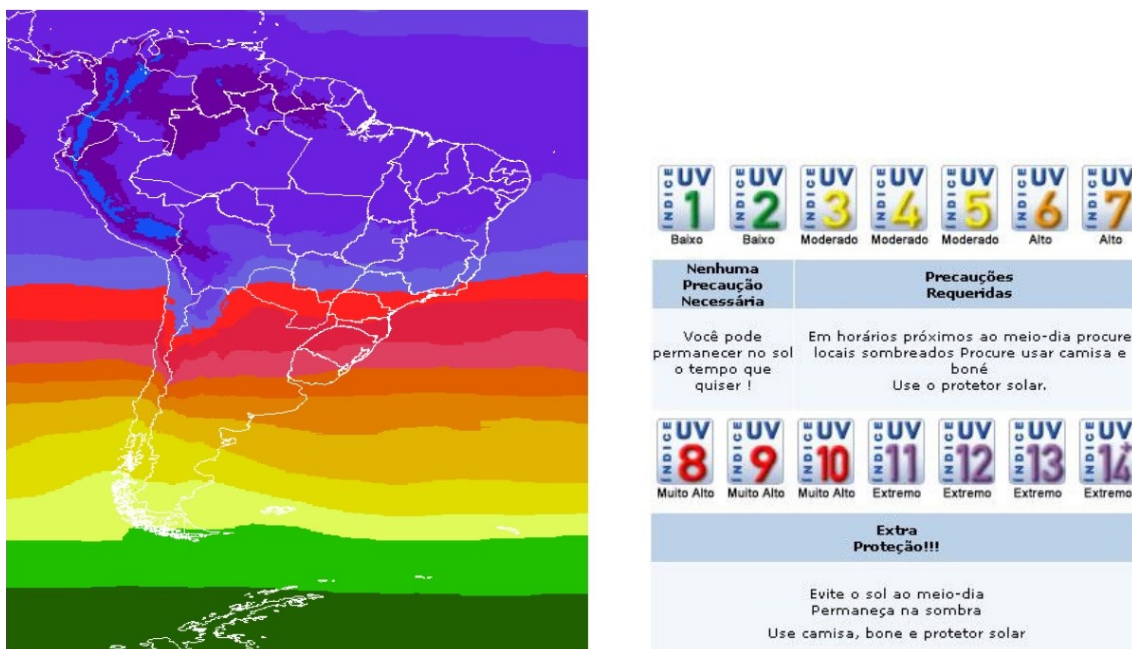 ÍNDICE UV 1 Baixo
ÍNDICE UV 2 Baixo
ÍNDICE UV 3 Moderado
ÍNDICE UV 4 Moderado
ÍNDICE UV 5 Moderado
ÍNDICE UV 6 Alto
ÍNDICE UV 7 Alto
Nenhuma
Precaução
Necessária
Precauções
Requeridas
Você pode
permanecer no sol
o tempo que
quiser !
Em horários próximos ao meio-dia procure
locais sombreados Procure usar camisa e
boné
Use o protetor solar.
ÍNDICE UV 8 Muito Alto
ÍNDICE UV 9 Muito Alto
ÍNDICE UV 10 Muito Alto
ÍNDICE UV 11 Extremo
ÍNDICE UV 12 Extremo
ÍNDICE UV 13 Extremo
ÍNDICE UV 14+ Extremo
Extra
Proteção!!!
Evite o sol ao meio-dia
Permaneça na sombra
Use camisa, bone e protetor solar